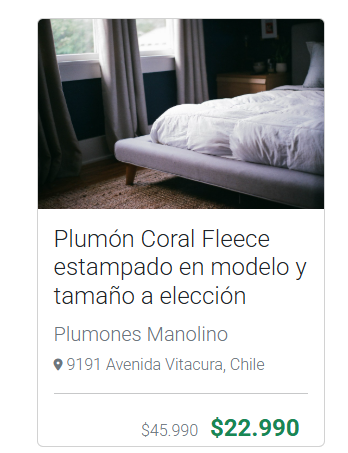 Plumón Coral Fleece
estampado en modelo y
tamaño a elección
Plumones Manolino
9191 Avenida Vitacura, Chile
$45.990 $22.990